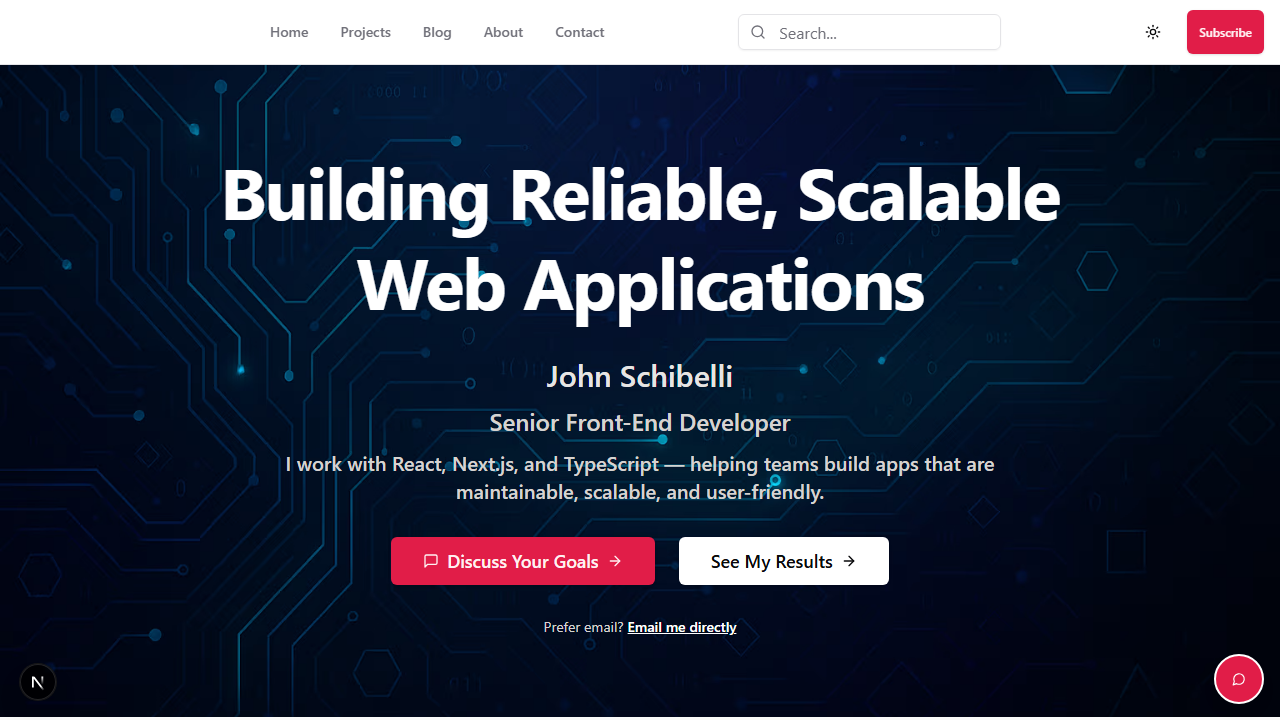 Home
Projects
Blog
About
Contact
Search...
Subscribe
Building Reliable, Scalable
Web Applications
John Schibelli
Senior Front-End Developer
I work with React, Next.js, and TypeScript — helping teams build apps that are
maintainable, scalable, and user-friendly.
Discuss Your Goals
See My Results
Prefer email? Email me directly
N